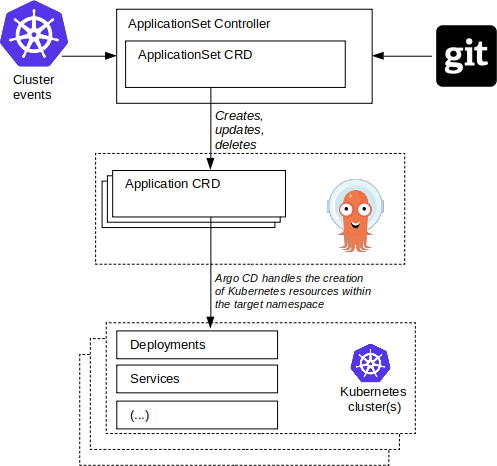 ApplicationSet Controller
ApplicationSet CRD
git
Cluster
events
Creates,
updates,
deletes
Application CRD
Argo CD handles the creation
of Kubernetes resources within
the target namespace
Deployments
Services
(...)
Kubernetes
cluster(s)